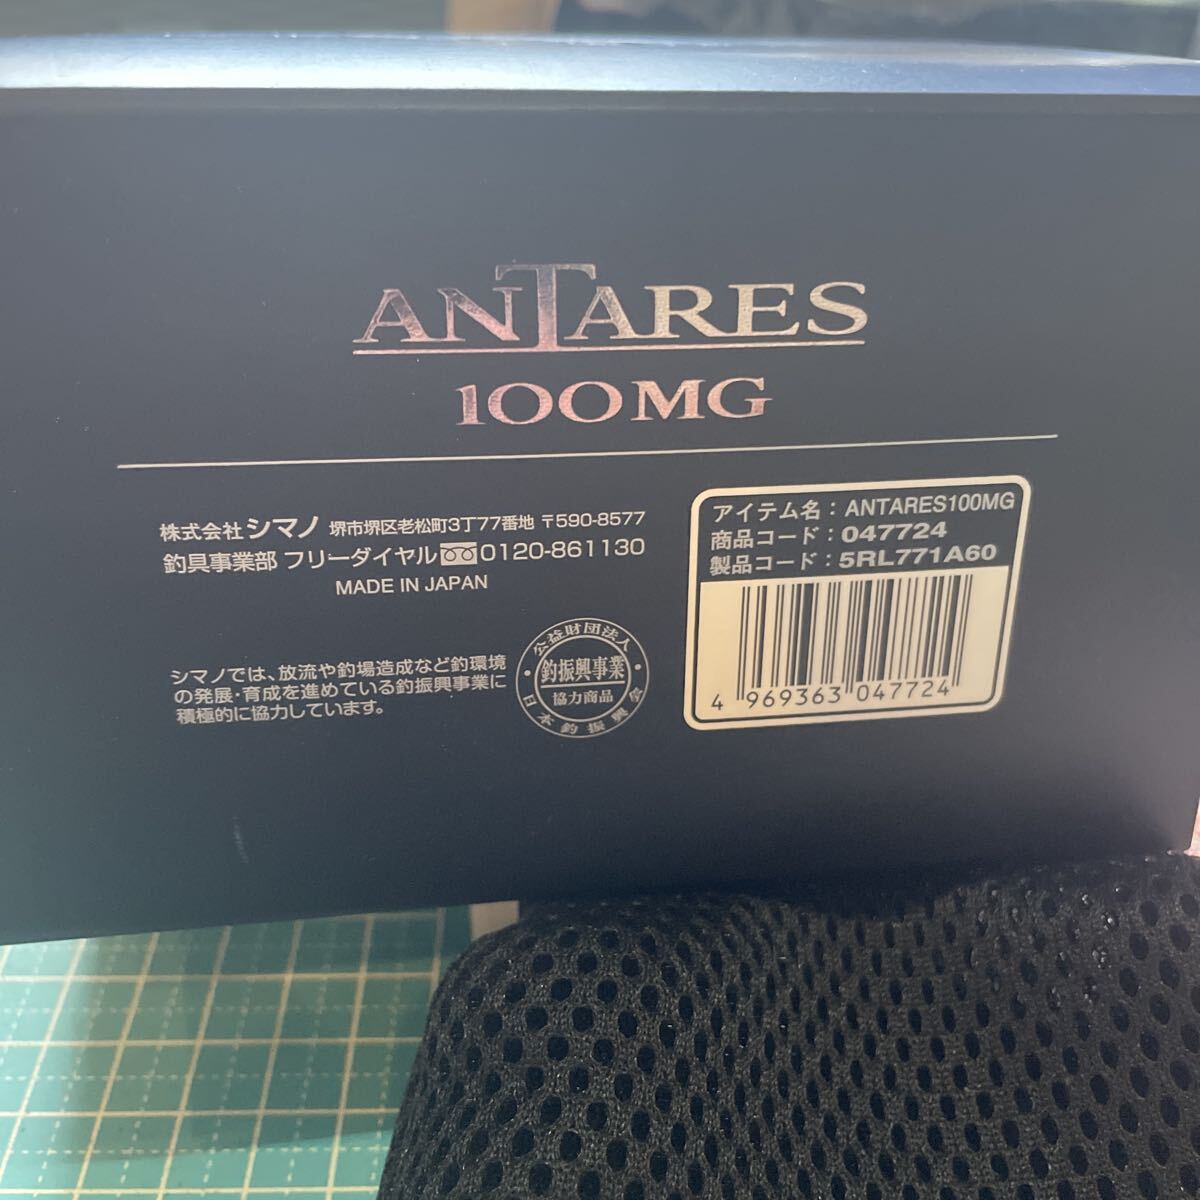 ANTARES
100MG
株式会社 シマノ 堺市堺区老松町3丁77番地 〒590-8577
釣具事業部 フリーダイヤル 0120-861130
MADE IN JAPAN
シマノでは、放流や釣場造成など釣環境
の発展・育成を進めている釣振興事業に
積極的に協力しています。
公益財団法人
釣振興事業
協力商品
日本釣振興会
アイテム名：ANTARES100MG
商品コード：047724
製品コード：5RL771A60
4 969363 047724